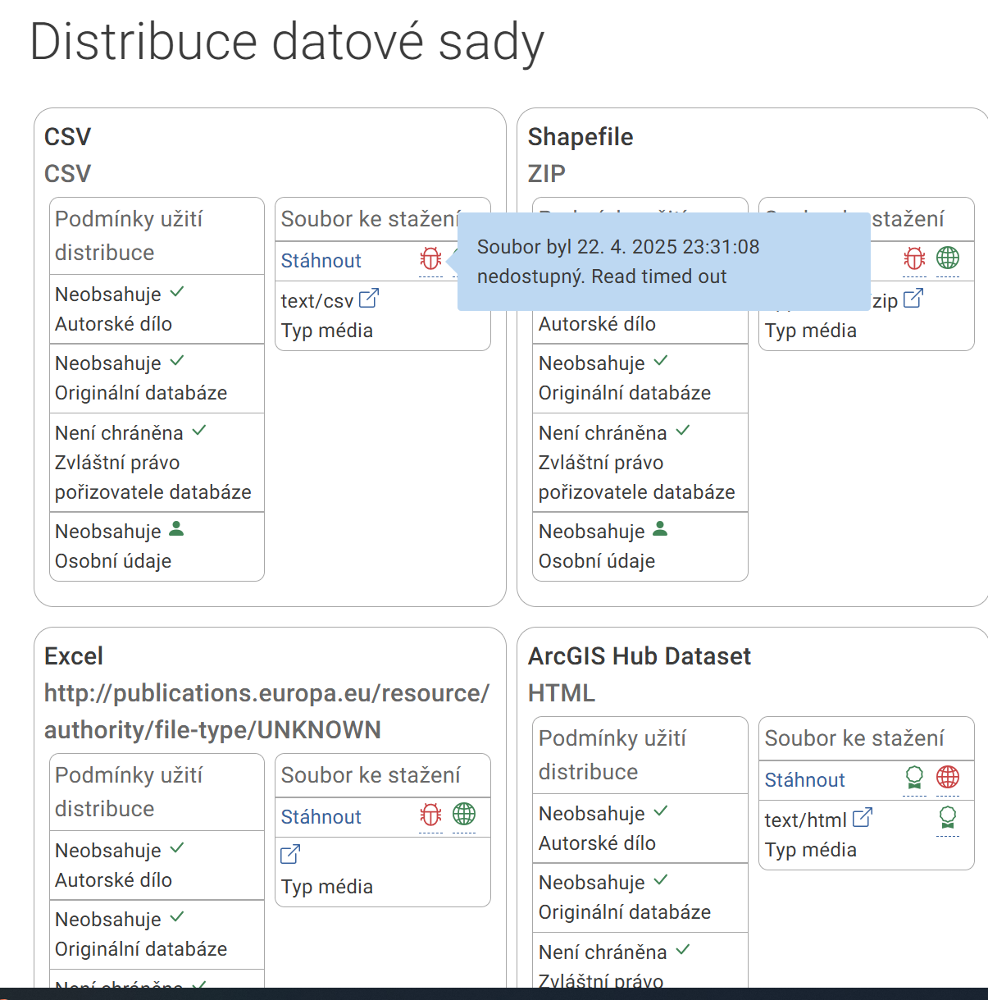 Distribuce datové sady
CSV
CSV
Podmínky užití
distribuce
Neobsahuje
Autorské dílo
Neobsahuje
Originální databáze
Není chráněna
Zvláštní právo
pořizovatele databáze
Neobsahuje
Osobní údaje
Soubor ke stažení
Stáhnout
text/csv
Typ média
Soubor byl 22. 4. 2025 23:31:08
nedostupný. Read timed out
Shapefile
ZIP
Autorské dílo
Neobsahuje
Originální databáze
Není chráněna
Zvláštní právo
pořizovatele databáze
Neobsahuje
Osobní údaje
stažení
zip
Typ média
Excel
http://publications.europa.eu/resource/
authority/file-type/UNKNOWN
Podmínky užití
distribuce
Neobsahuje
Autorské dílo
Neobsahuje
Originální databáze
Není chráněna
Soubor ke stažení
Stáhnout
Typ média
ArcGIS Hub Dataset
HTML
Podmínky užití
distribuce
Neobsahuje
Autorské dílo
Neobsahuje
Originální databáze
Není chráněna
Zvláštní právo
Soubor ke stažení
Stáhnout
text/html
Typ média